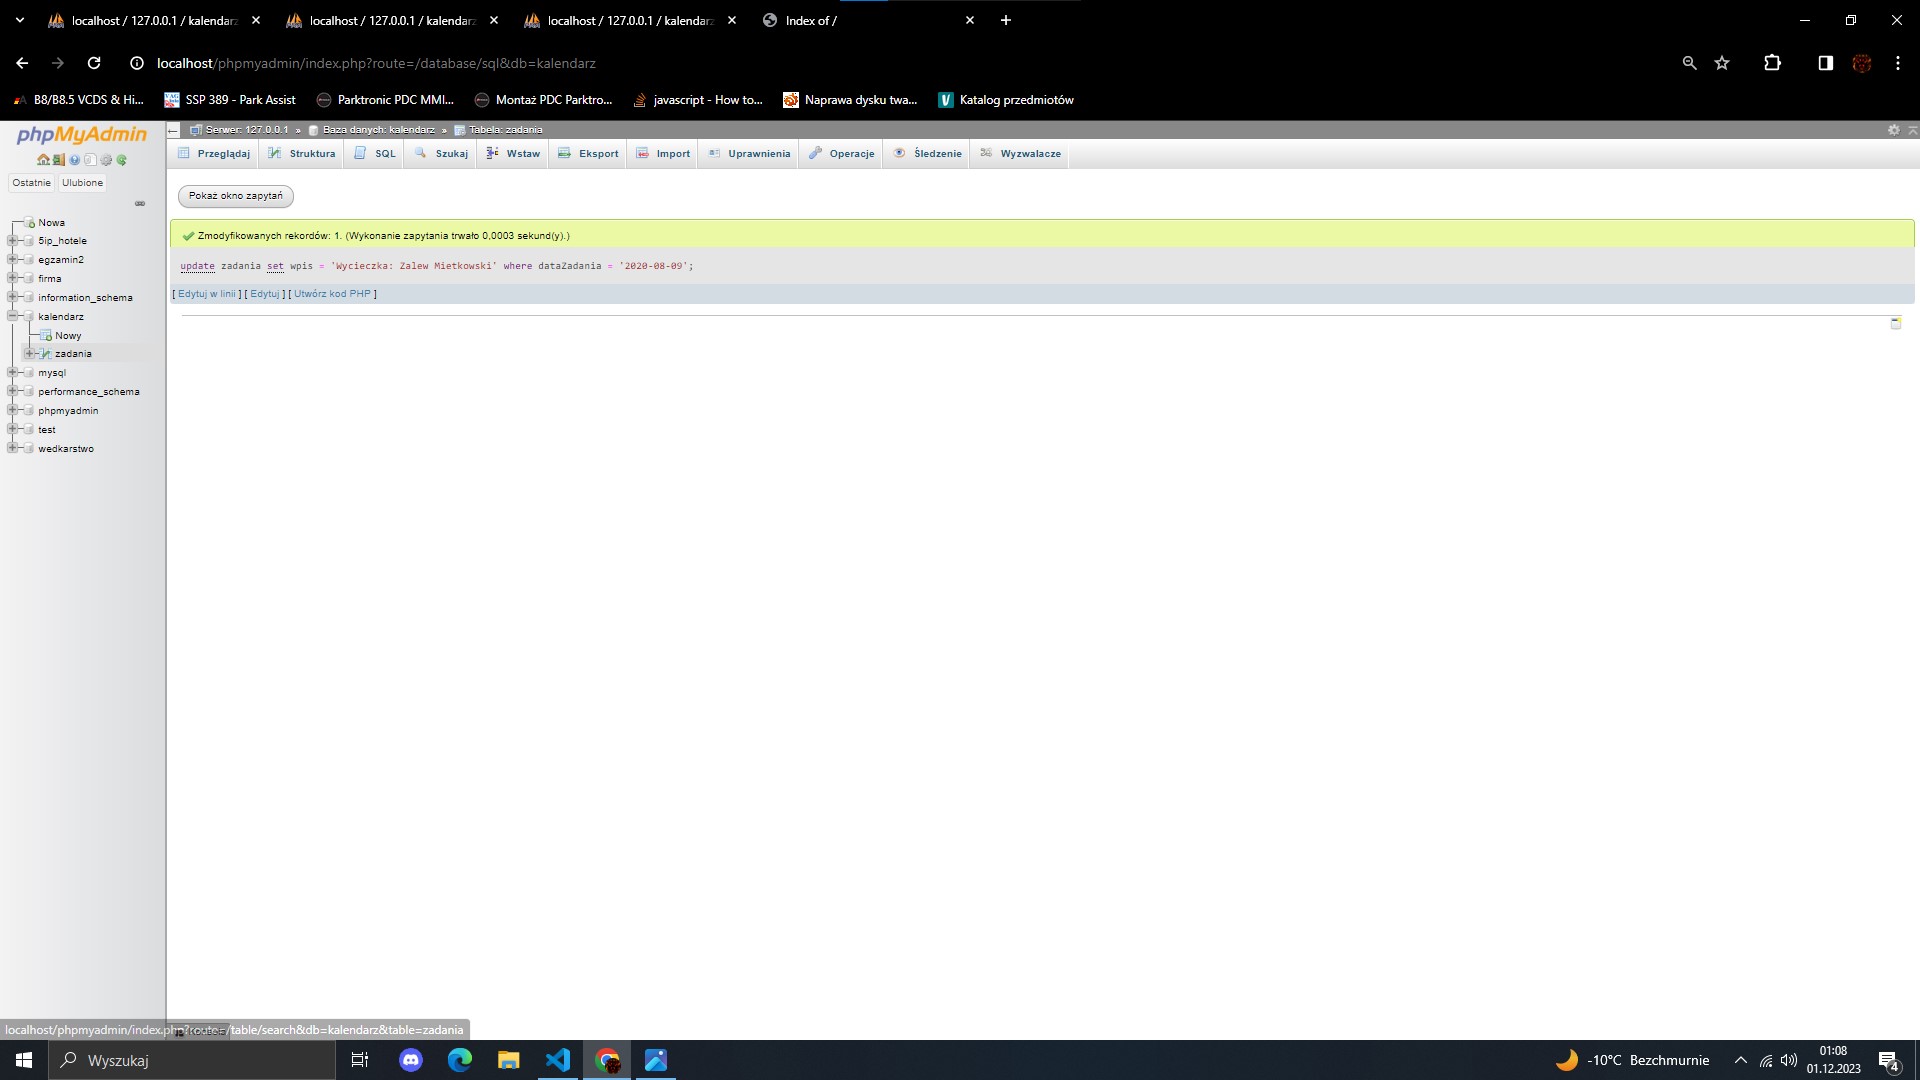 localhost / 127.0.0.1 / kalendarz
localhost / 127.0.0.1 / kalendarz
localhost / 127.0.0.1 / kalendarz
Index of /
localhost/phpmyadmin/index.php?route=/database/sql&db=kalendarz
B8/B8.5 VCDS & Hi...
SSP 389 - Park Assist
Parktronic PDC MMI...
Montaż PDC Parktro...
javascript - How to...
Naprawa dysku twa...
Katalog przedmiotów
phpMyAdmin
Ostatnie Ulubione
Nowa
5ip_hotele
egzamin2
firma
information_schema
kalendarz
Nowy
zadania
mysql
performance_schema
phpmyadmin
test
wedkarstwo
Serwer: 127.0.0.1 » Baza danych: kalendarz » Tabela: zadania
Przeglądaj Struktura SQL Szukaj Wstaw Eksport Import Uprawnienia Operacje Śledzenie Wyzwalacze
Pokaż okno zapytań
Zmodyfikowanych rekordów: 1. (Wykonanie zapytania trwało 0,0003 sekund(y).)
update zadania set wpis = 'Wycieczka: Zalew Mietkowski' where dataZadania = '2020-08-09';
[ Edytuj w linii ] [ Edytuj ] [ Utwórz kod PHP ]
localhost/phpmyadmin/index.php?route=/table/search&db=kalendarz&table=zadania
Wyszukaj
-10°C Bezchmurnie
01:08
01.12.2023
4